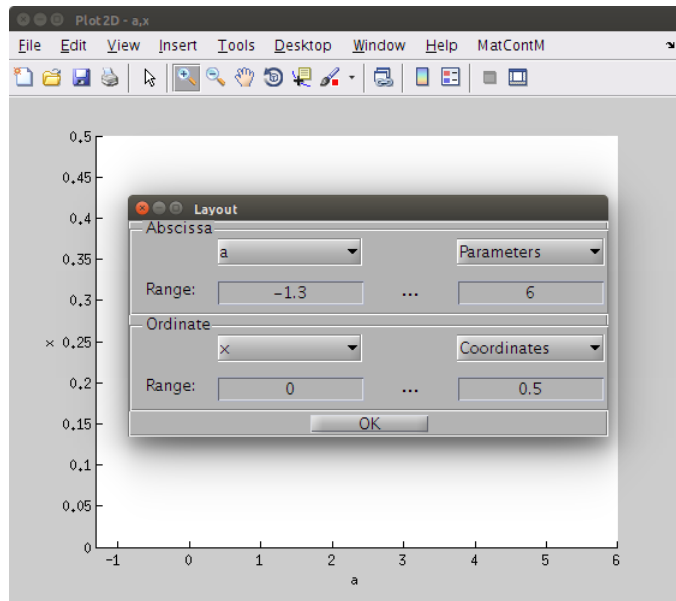 Plot2D - a,x
File Edit View Insert Tools Desktop Window Help MatContM
0.5
0.45
0.4
0.35
0.3
x 0.25
0.2
0.15
0.1
0.05
0
Layout
Abscissa
a Parameters
Range: -1.3 ... 6
Ordinate
x Coordinates
Range: 0 ... 0.5
OK
-1 0 1 2 3 4 5 6
a